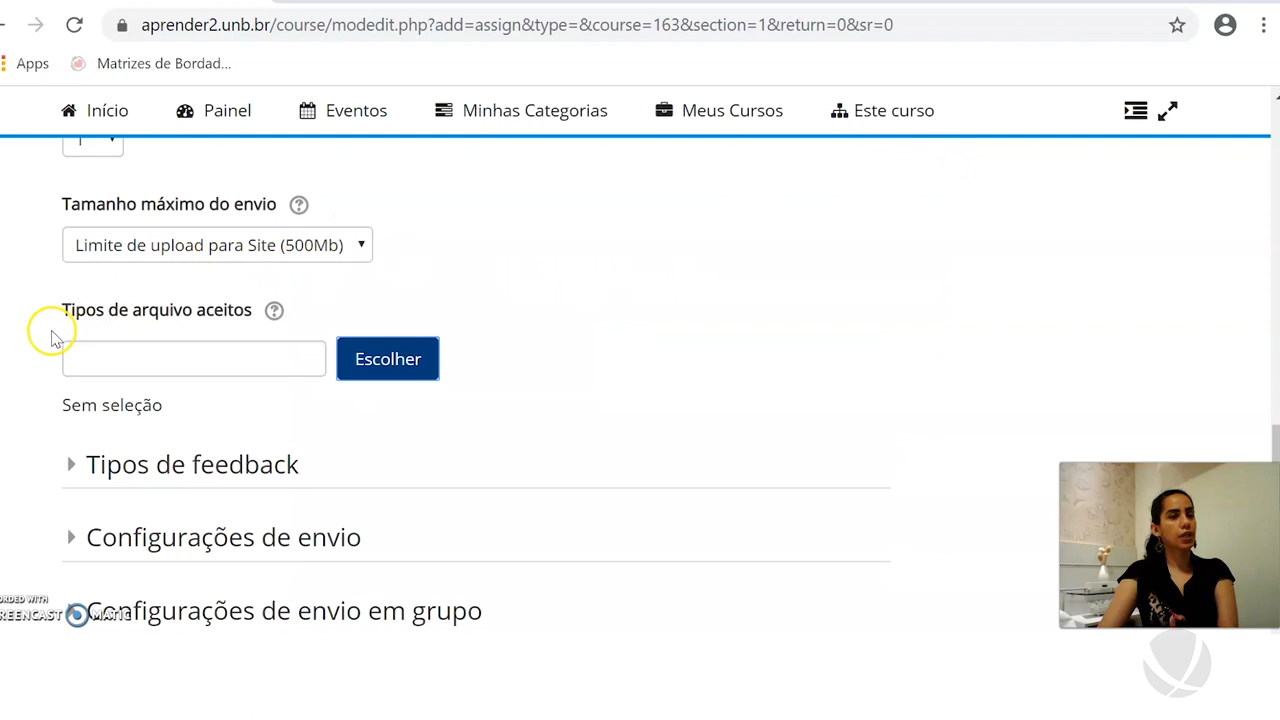 aprender2.unb.br/course/modedit.php?add=assign&type=&course=163&section=1&return=0&sr=0
Apps Matrizes de Bordad...
Início Painel Eventos Minhas Categorias Meus Cursos Este curso
Tamanho máximo do envio
Limite de upload para Site (500Mb)
Tipos de arquivo aceitos
Escolher
Sem seleção
Tipos de feedback
Configurações de envio
Configurações de envio em grupo